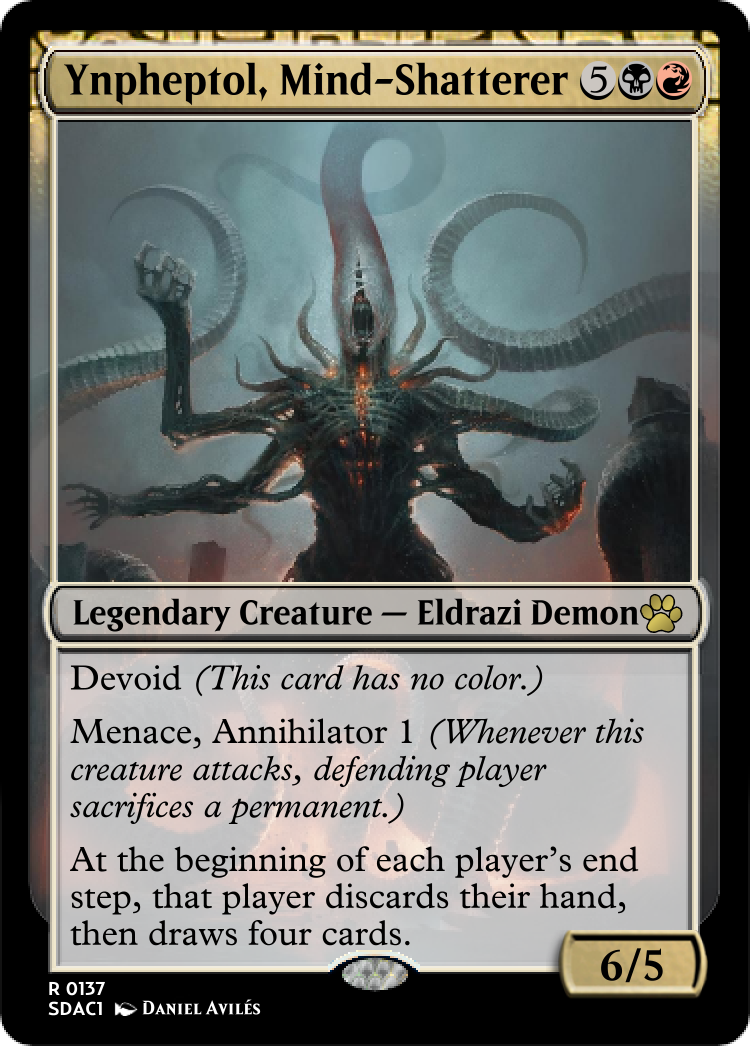 Ynpheptol, Mind-Shatterer 5
Legendary Creature — Eldrazi Demon
Devoid (This card has no color.)
Menace, Annihilator 1 (Whenever this
creature attacks, defending player
sacrifices a permanent.)
At the beginning of each player's end
step, that player discards their hand,
then draws four cards.
6/5
R 0137
SDAC1 Daniel Avilés